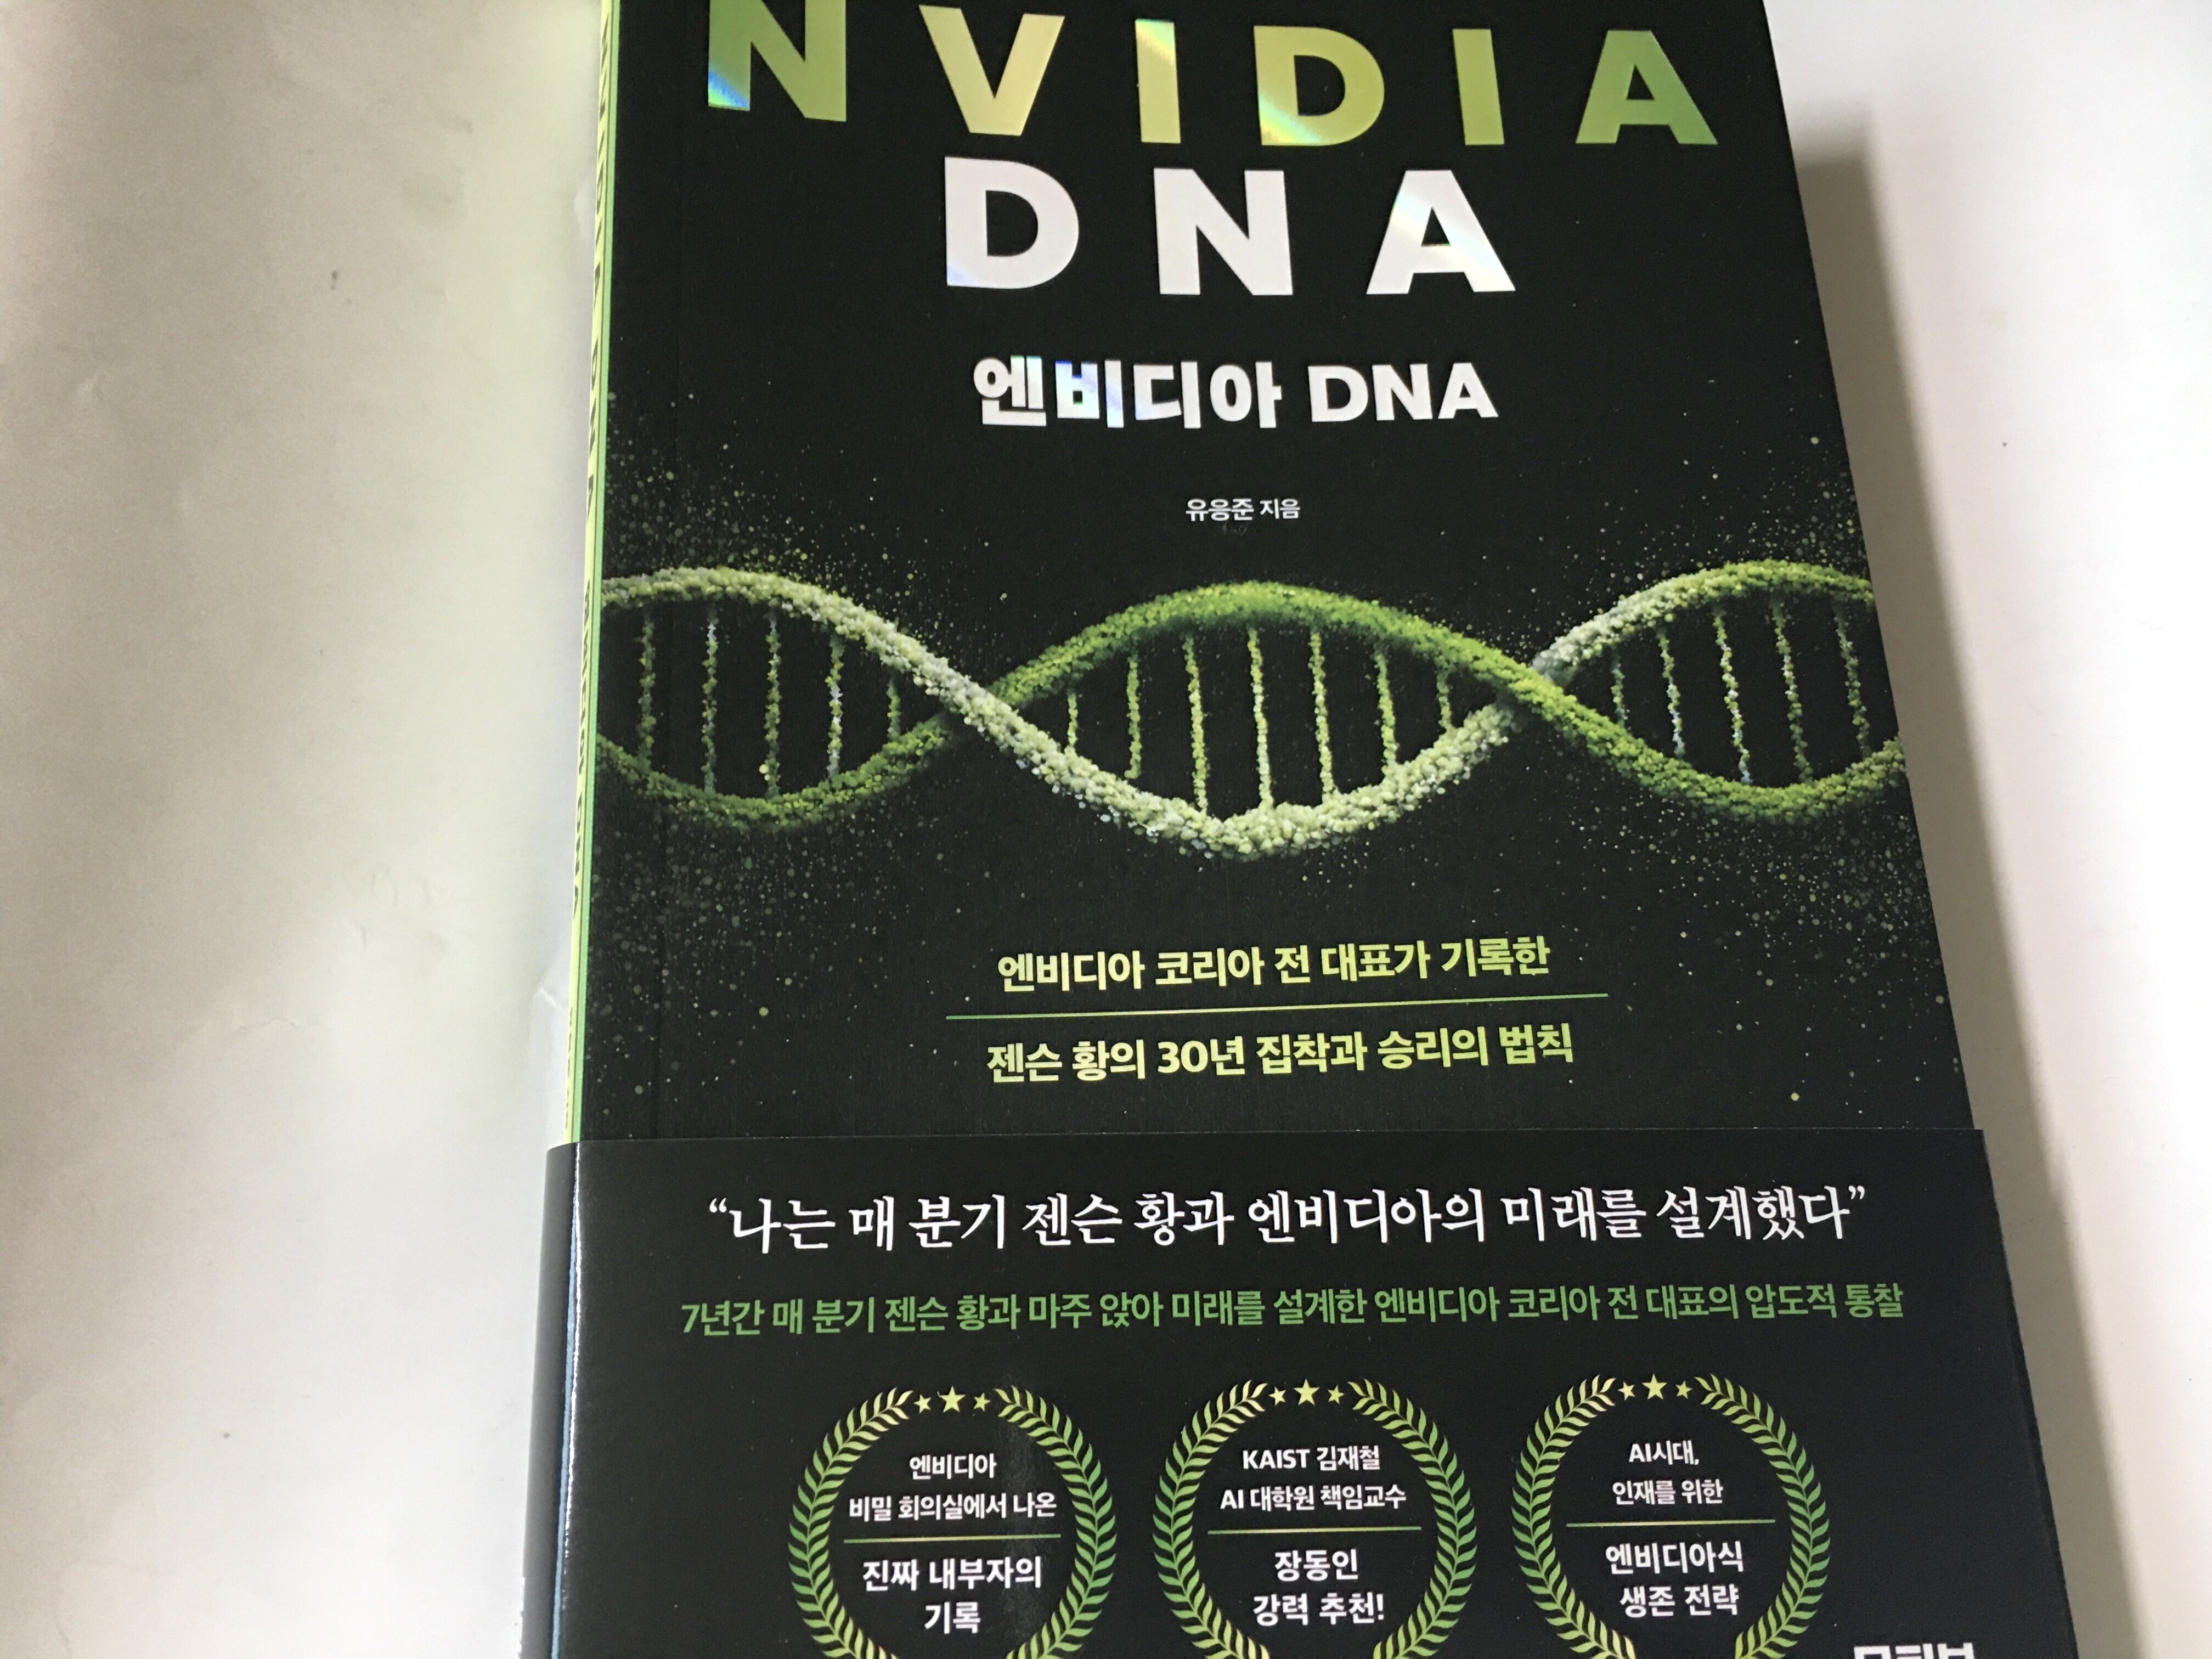 NVIDIA
DNA
엔비디아 DNA
유응준 지음
엔비디아 코리아 전 대표가 기록한
젠슨 황의 30년 집착과 승리의 법칙
“나는 매 분기 젠슨 황과 엔비디아의 미래를 설계했다”
7년간 매 분기 젠슨 황과 마주 앉아 미래를 설계한 엔비디아 코리아 전 대표의 압도적 통찰
엔비디아
비밀 회의실에서 나온
진짜 내부자의
기록
KAIST 김재철
AI 대학원 책임교수
장동인
강력 추천!
AI시대,
인재를 위한
엔비디아식
생존 전략